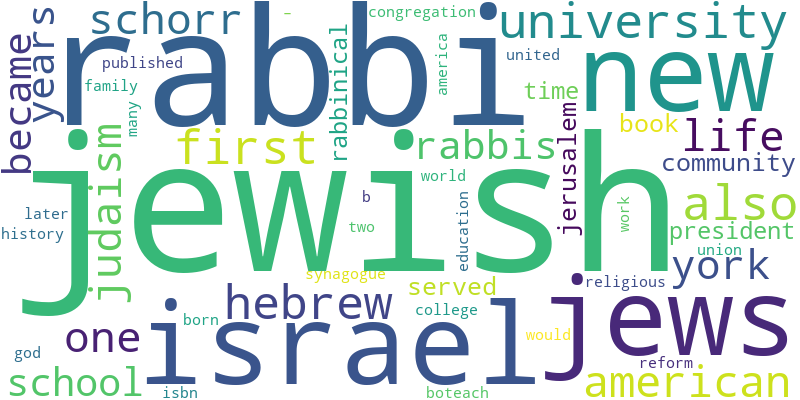 rabbi
schorr
–
congregation
university
published
united
new
family
america
many
years
became
rabbinical
time
first
rabbis
book
life
jerusalem
community
jewish
judaism
world
b
two
education
work
also
later
history
president
union
york
synagogue
served
religious
hebrew
israel
college
jews
born
one
would
god
reform
school
isbn
boteach
american